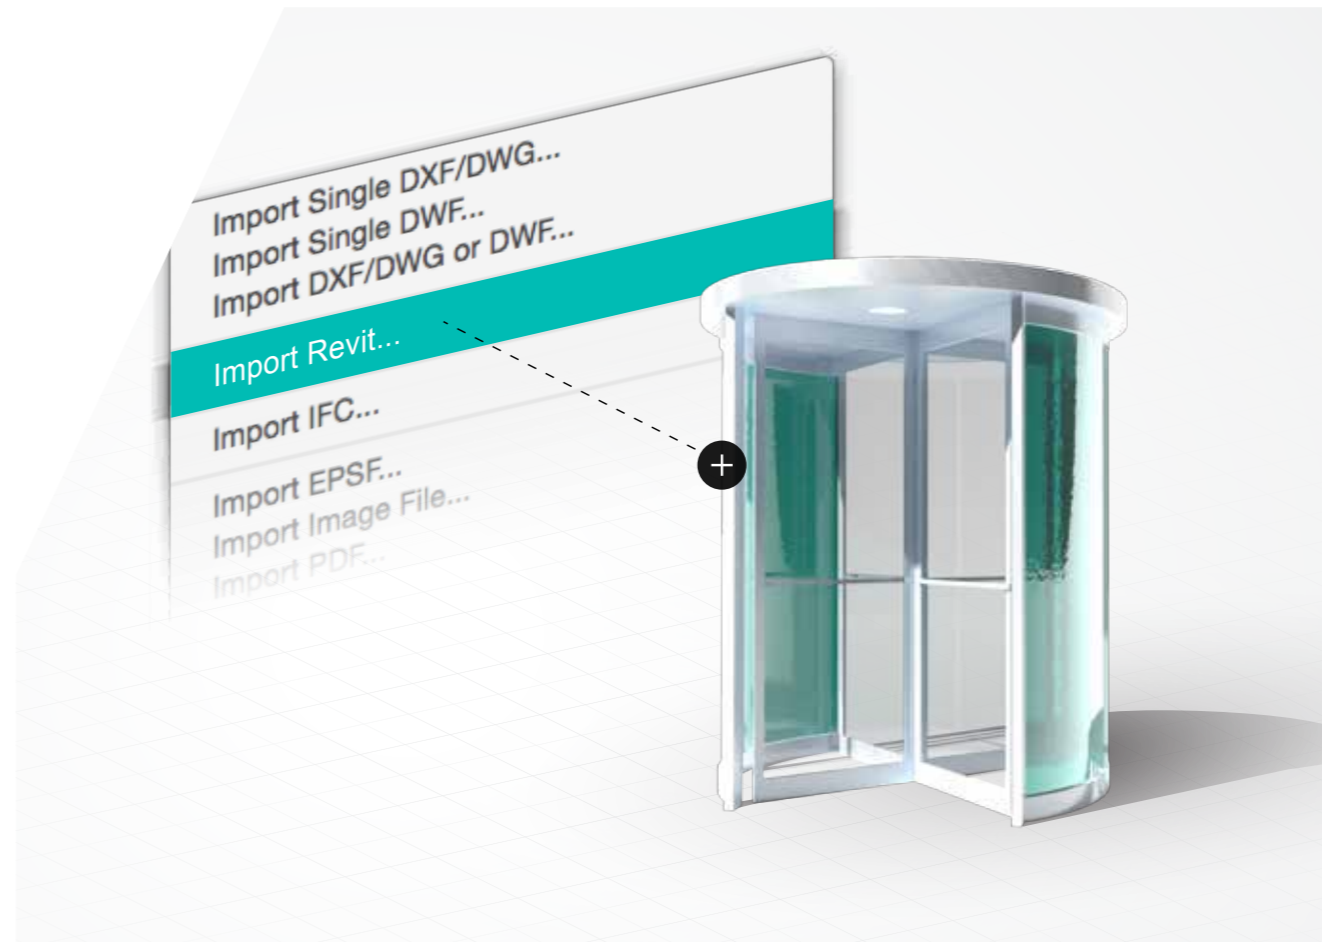 Import Single DXF/DWG...
Import Single DWF...
Import DXF/DWG or DWF...
Import Revit...
Import IFC...
Import EPSF...
Import Image File...
Import PDF...